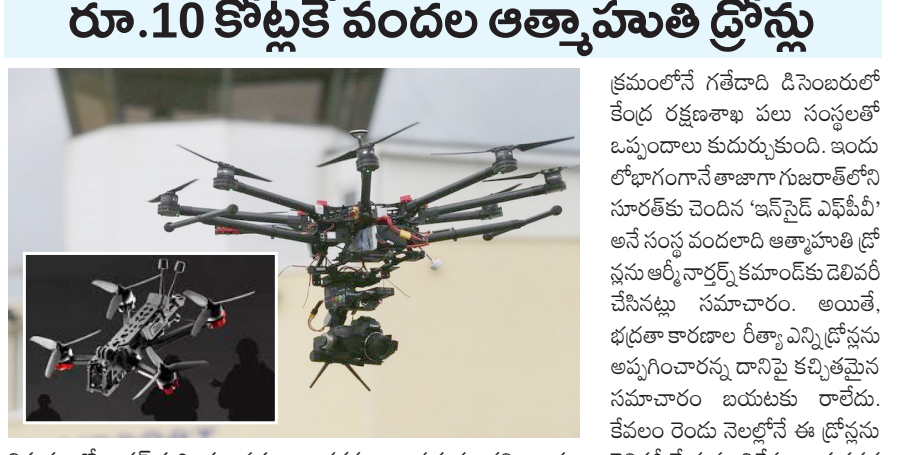 రూ.10 కోట్లకే వందల ఆత్మాహుతి డ్రోన్లు
క్రమంలోనే గతేడాది డిసెంబరులో
కేంద్ర రక్షణశాఖ పలు సంస్థలతో
ఒప్పందాలు కుదుర్చుకుంది. ఇందు
లోభాగంగానే తాజాగా గుజరాత్‌లోని
సూరత్‌కు చెందిన ‘ఇన్‌సైడ్ ఎఫ్‌పీవీ’
అనే సంస్థ వందలాది ఆత్మాహుతి డ్రో
న్లను ఆర్మీ నార్తర్న్ కమాండ్‌కు డెలివరీ
చేసినట్లు సమాచారం. అయితే,
భద్రతా కారణాల రీత్యా ఎన్ని డ్రోన్లను
అప్పగించారన్న దానిపై కచ్చితమైన
సమాచారం బయటకు రాలేదు.
కేవలం రెండు నెలల్లోనే ఈ డ్రోన్లను